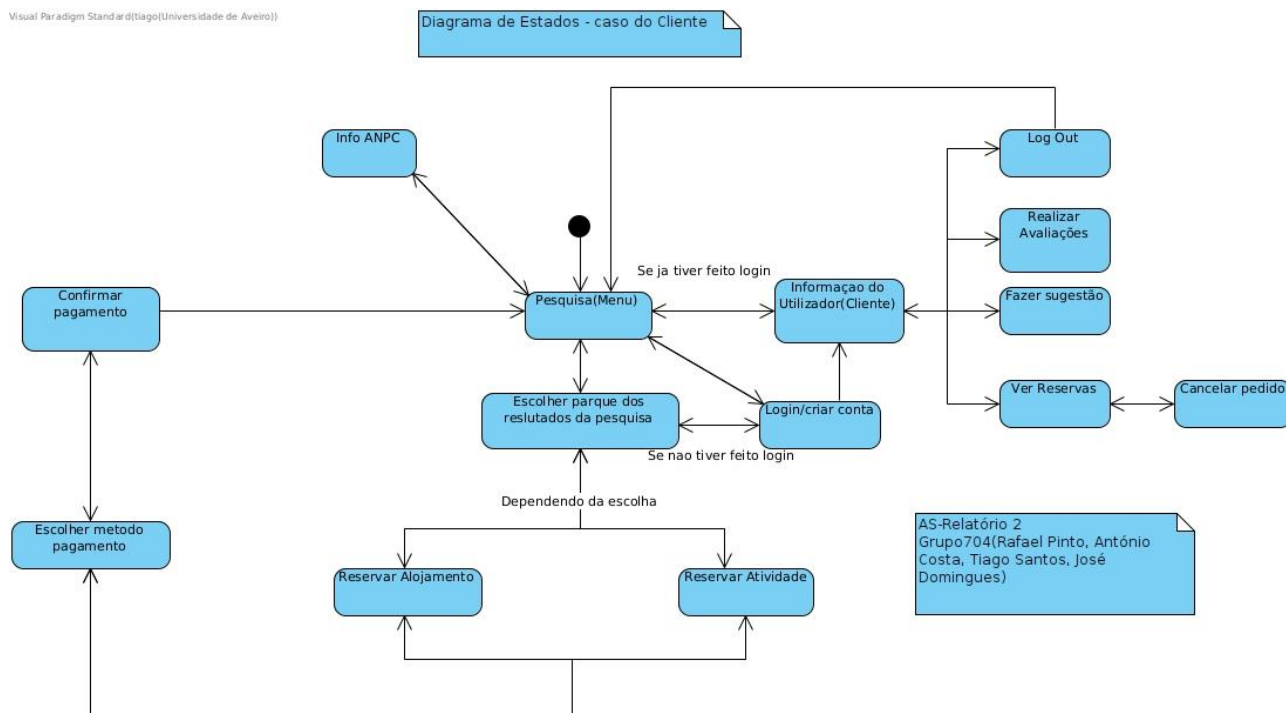 Visual Paradigm Standard(tiago(Universidade de Aveiro))
Diagrama de Estados - caso do Cliente
Info ANPC
Log Out
Realizar
Avaliações
Se ja tiver feito login
Confirmar
pagamento
Pesquisa(Menu)
Informaçao do
Utilizador(Cliente)
Fazer sugestão
Escolher parque dos
reslutados da pesquisa
Login/criar conta
Ver Reservas
Cancelar pedido
Se nao tiver feito login
Dependendo da escolha
Escolher metodo
pagamento
AS-Relatório 2
Grupo704(Rafael Pinto, António
Costa, Tiago Santos, José
Domingues)
Reservar Alojamento
Reservar Atividade